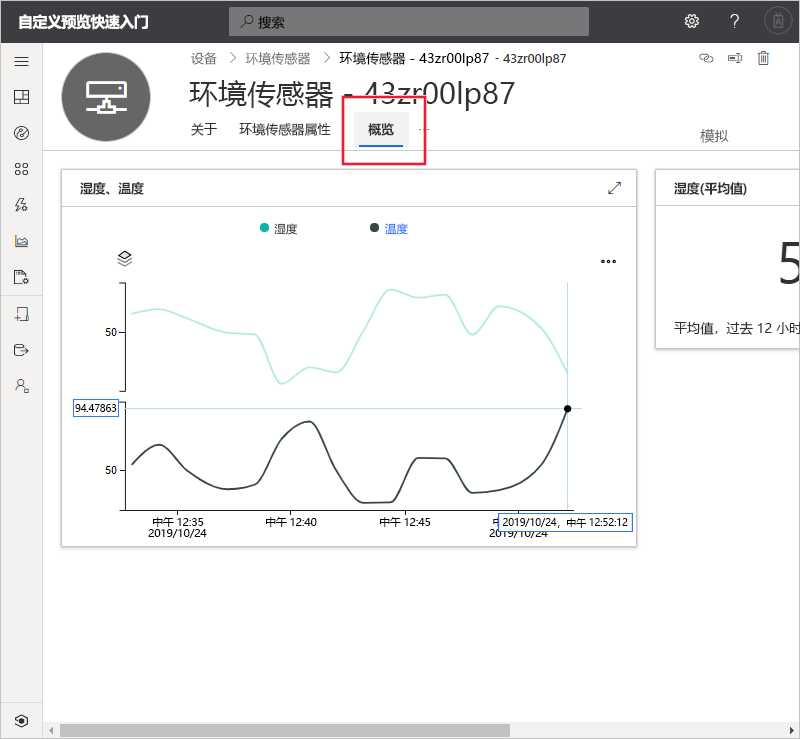 自定义预览快速入门
搜索
?
设备 > 环境传感器 > 环境传感器 - 43zr00lp87 - 43zr00lp87
环境传感器 - 43zr00lp87
关于 环境传感器属性 概览 ...
模拟
湿度、温度
湿度 温度
50
94.47863
50
中午 12:35 中午 12:40 中午 12:45
2019/10/24, 中午 12:52:12
2019/10/24 2019/10/24
湿度(平均值)
5
平均值，过去 12 小时